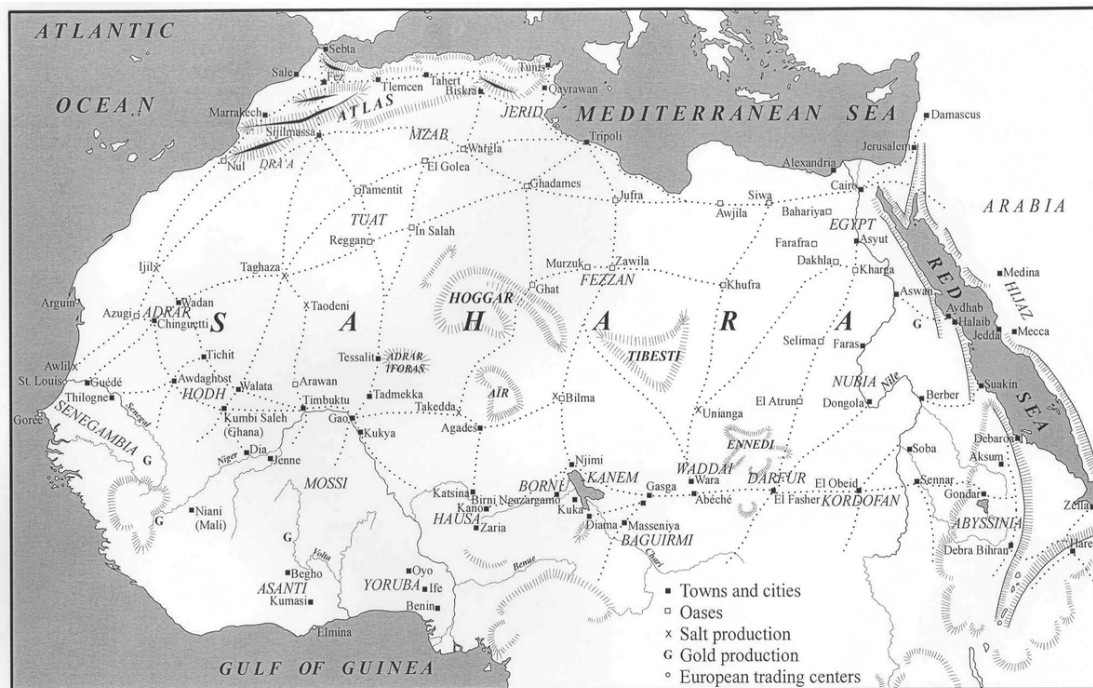 ATLANTIC
OCEAN
Sebta
Sale
Fez
Tlemcen
Tahert
Tunis
Biskra
Qayrawan
Marrakech
ATLAS
JERID
MEDITERRANEAN SEA
Damascus
Sijilmassa
MZAB
Tripoli
Wargla
Jerusalem
Nul
DRA'A
El Golea
Alexandria
Tamentit
Ghadames
Jufra
Siwa
Awjila
Cairo
Bahariya
EGYPT
ARABIA
TUAT
In Salah
Reggan
Farafra
Asyut
Ijil
Taghaza
Murzuk
Zawila
FEZZAN
Dakhla
Kharga
RED
SEA
Medina
HIJAZ
Arguin
Wadan
Taodeni
HOGGAR
Ghat
Khufra
Aswan
Azugi
ADRAR
Chinguetti
SAHARA
G
Aydhab
Halaib
Jedda
Mecca
Tichit
Tessalit
ADRAR
IFORAS
TIBESTI
Selima
Faras
Awlil
St. Louis
Guédé
Awdaghost
Walata
Arawan
Tadmekka
AÏR
NUBIA
Nile
Suakin
Thilogne
HODH
Timbuktu
Takedda
Bilma
Unianga
El Atrun
Dongola
Berber
Gorée
SENEGAMBIA
Senegal
Kumbi Saleh
(Ghana)
Gao
Kukya
Agades
ENNEDI
Debaroa
Soba
Aksum
G
Niger
Dia
Jenne
Njimi
KANEM
WADDAI
Wara
DARFUR
El Obeid
Sennar
MOSSI
Katsina
Birni Ngazargamo
BORNU
Gasga
Abéché
El Fasher
KORDOFAN
Gondar
Zeila
G
Niani
(Mali)
Kano
HAUSA
Zaria
Kuka
Diama
Masseniya
BAGUIRMI
ABYSSINIA
Debra Bihran
Harer
G
Volta
Benue
Chari
Begho
ASANTI
Kumasi
Oyo
YORUBA
Ife
Benin
Elmina
GULF OF GUINEA
Towns and cities
Oases
Salt production
G Gold production
European trading centers